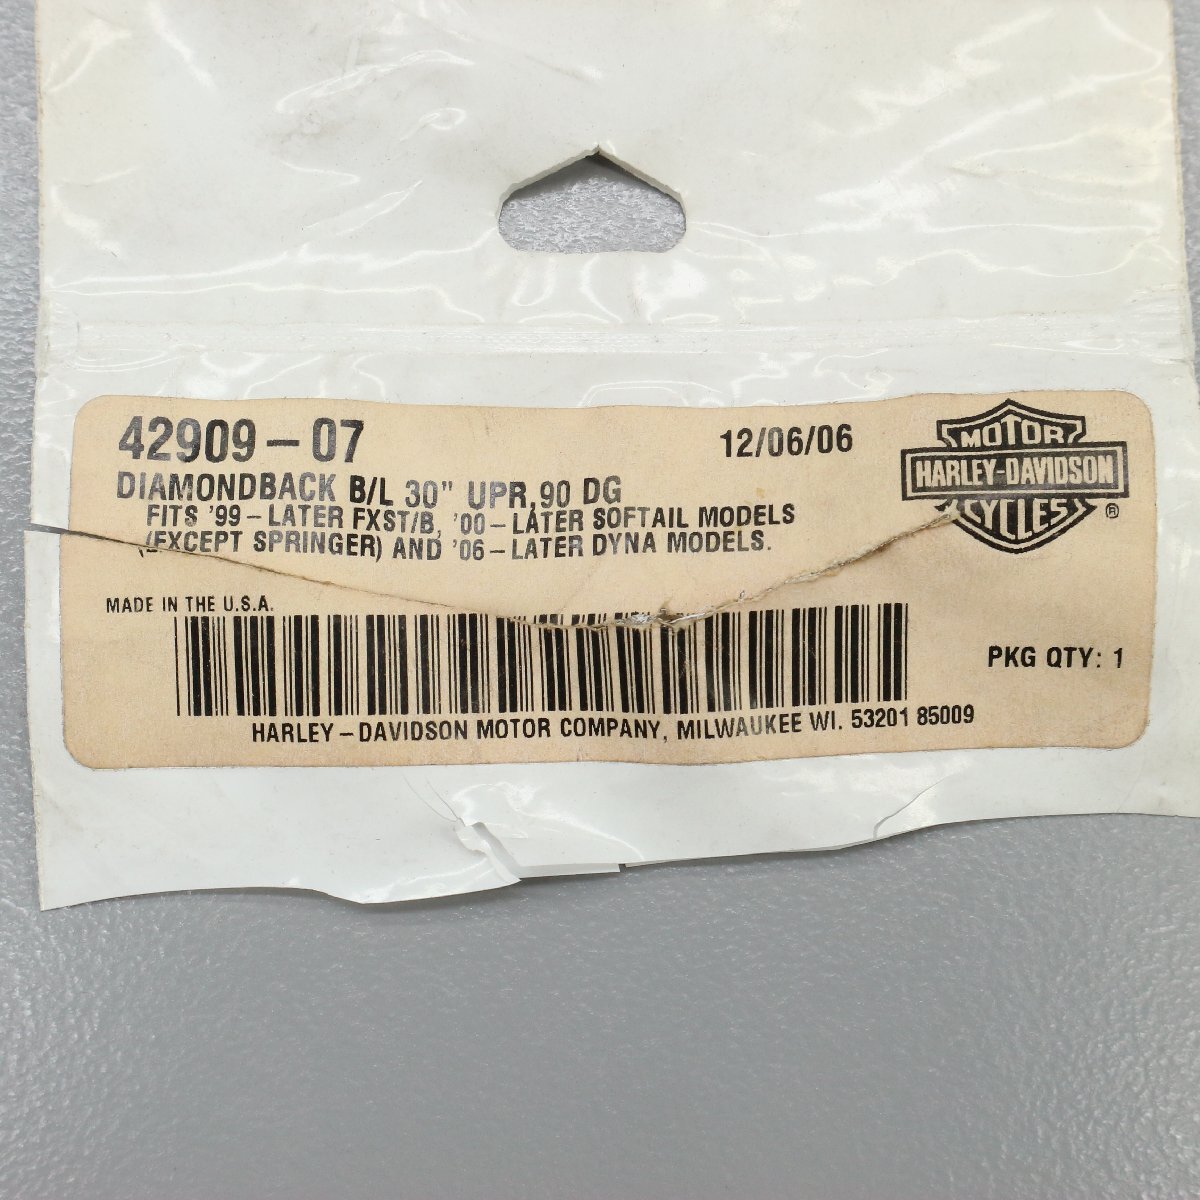 42909-07
12/06/06
DIAMONDBACK B/L 30" UPR,90 DG
FITS '99-LATER FXST/B, '00-LATER SOFTAIL MODELS
(EXCEPT SPRINGER) AND '06-LATER DYNA MODELS.
MOTOR
HARLEY-DAVIDSON
CYCLES
®
MADE IN THE U.S.A.
PKG QTY: 1
HARLEY-DAVIDSON MOTOR COMPANY, MILWAUKEE WI. 53201 85009